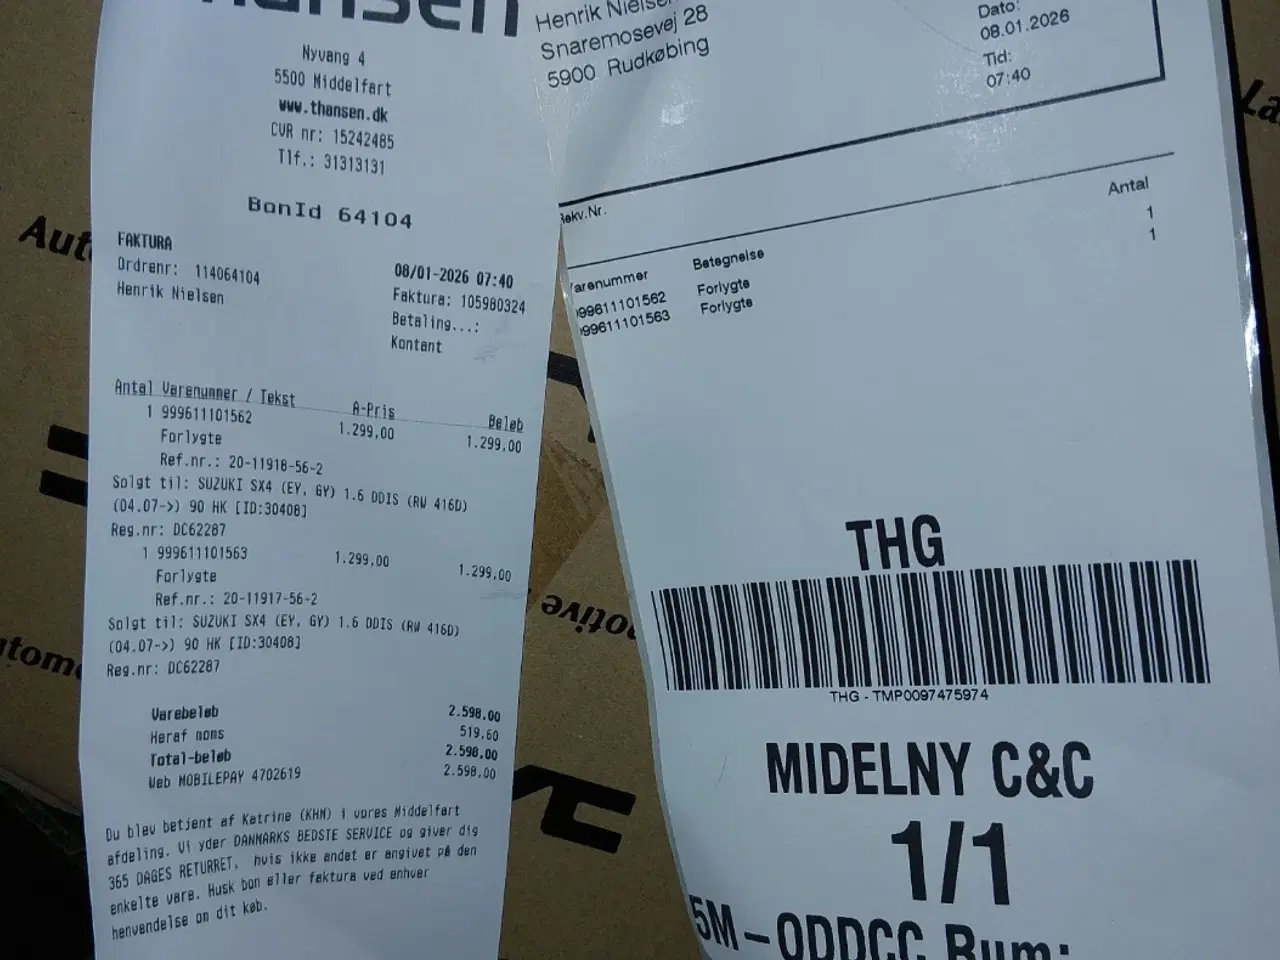 thansen
Nyvang 4
5500 Middelfart
www.thansen.dk
CVR nr: 15242485
Tlf.: 31313131
BonId 64104
FAKTURA
Ordrenr: 114064104
Henrik Nielsen
08/01-2026 07:40
Faktura: 105980324
Betaling...:
Kontant
Antal Varenummer / Tekst A-Pris Beløb
1 999611101562 1.299,00 1.299,00
Forlygte
Ref.nr.: 20-11918-56-2
Solgt til: SUZUKI SX4 (EY, GY) 1.6 DDIS (RW 416D)
(04.07->) 90 HK [ID:30408]
Reg.nr: DC62287
1 999611101563 1.299,00 1.299,00
Forlygte
Ref.nr.: 20-11917-56-2
Solgt til: SUZUKI SX4 (EY, GY) 1.6 DDIS (RW 416D)
(04.07->) 90 HK [ID:30408]
Reg.nr: DC62287
Varebeløb 2.598,00
Heraf moms 519,60
Total-beløb 2.598,00
Web MOBILEPAY 4702619 2.598,00
Du blev betjent af Katrine (KHM) i vores Middelfart
afdeling. Vi yder DANMARKS BEDSTE SERVICE og giver dig
365 DAGES RETURRET, hvis ikke andet er angivet på den
enkelte vare. Husk bon eller faktura ved enhver
henvendelse om dit køb.
Henrik Nielsen
Snaremosevej 28
5900 Rudkøbing
Dato:
08.01.2026
Tid:
07:40
Rekv.Nr.
Varenummer Betegnelse Antal
999611101562 Forlygte 1
999611101563 Forlygte 1
THG
THG - TMP0097475974
MIDELNY C&C
1/1
5M - ODDCC Rum: